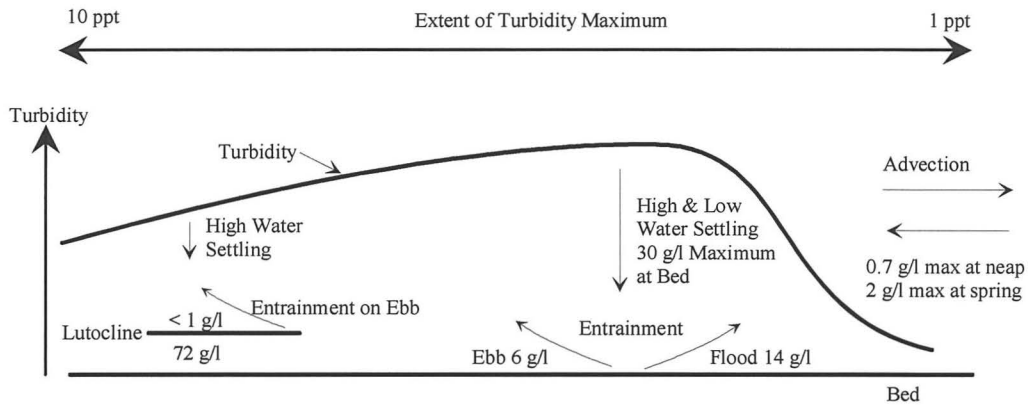 10 ppt
Extent of Turbidity Maximum
1 ppt
Turbidity
Turbidity
Advection
High Water
Settling
High & Low
Water Settling
30 g/l Maximum
at Bed
0.7 g/l max at neap
2 g/l max at spring
Entrainment on Ebb
Lutocline
< 1 g/l
72 g/l
Entrainment
Ebb 6 g/l
Flood 14 g/l
Bed